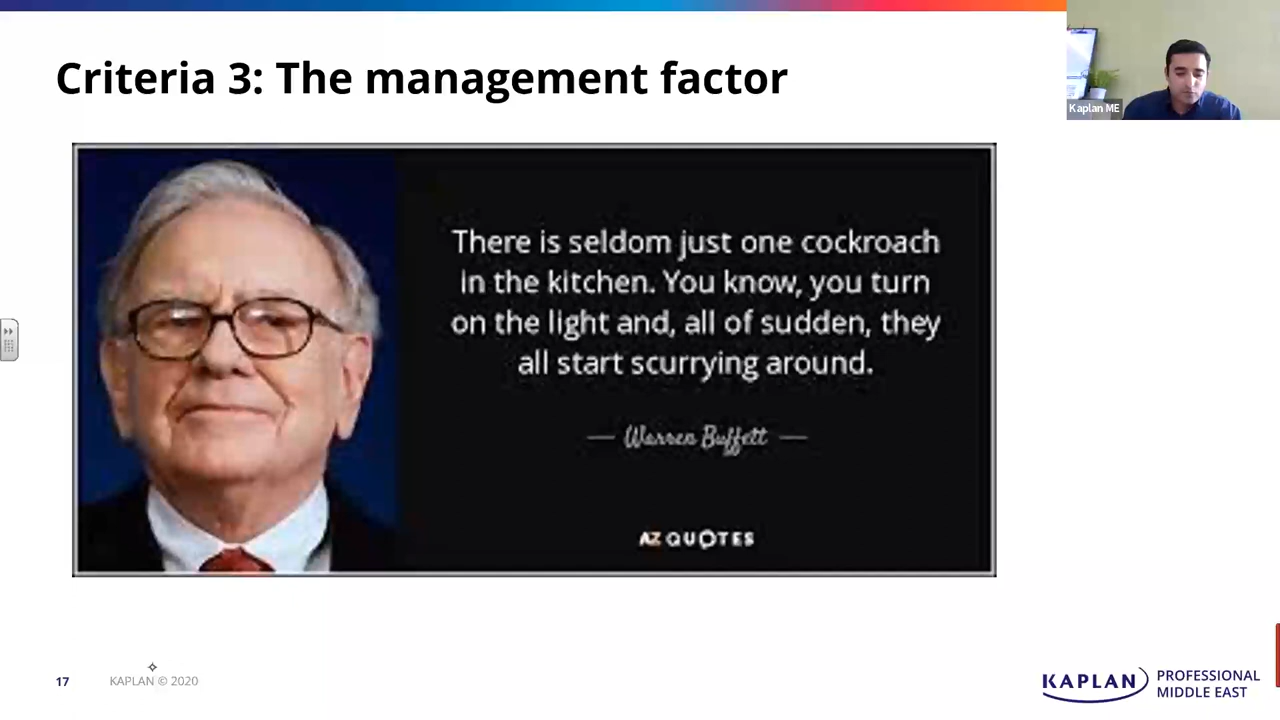 Criteria 3: The management factor
Kaplan ME
There is seldom just one cockroach
in the kitchen. You know, you turn
on the light and, all of sudden, they
all start scurrying around.
— Warren Buffett —
AZ QUOTES
17
KAPLAN © 2020
KAPLAN
PROFESSIONAL
MIDDLE EAST